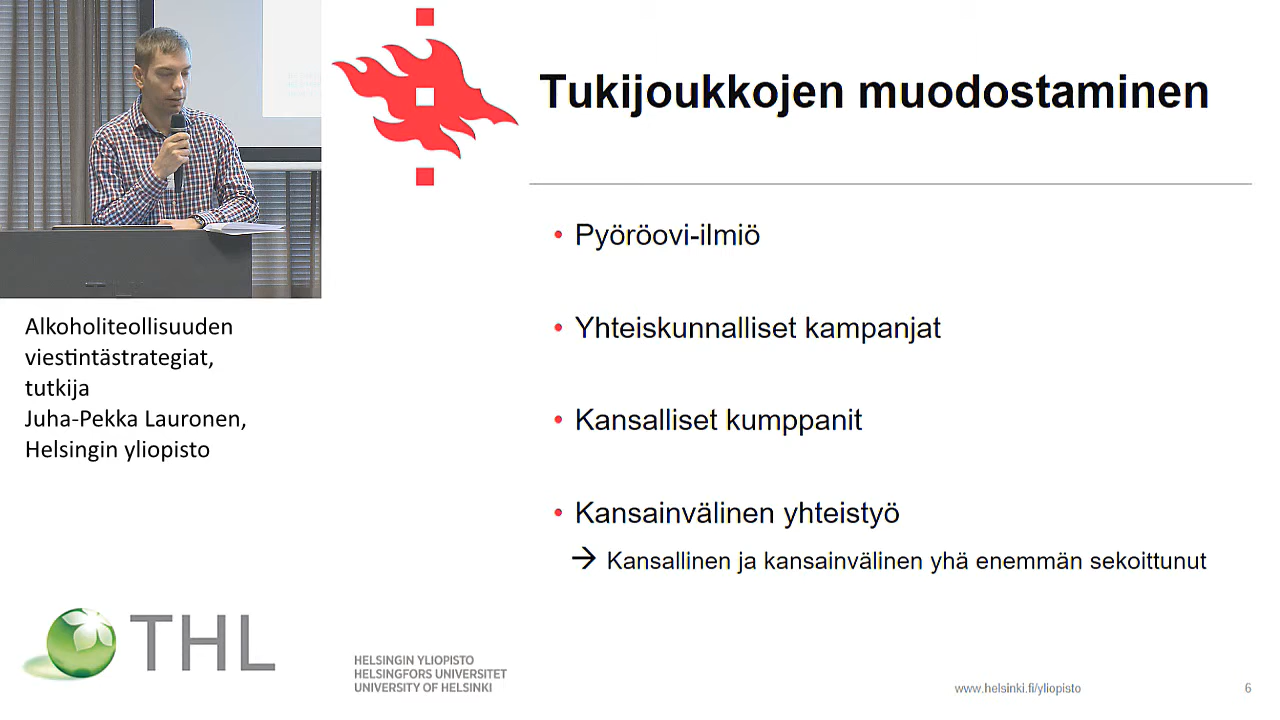 Tukijoukkojen muodostaminen
• Pyöröovi-ilmiö
• Yhteiskunnalliset kampanjat
• Kansalliset kumppanit
• Kansainvälinen yhteistyö
→ Kansallinen ja kansainvälinen yhä enemmän sekoittunut
Alkoholiteollisuuden
viestintästrategiat,
tutkija
Juha-Pekka Lauronen,
Helsingin yliopisto
THL
HELSINGIN YLIOPISTO
HELSINGFORS UNIVERSITET
UNIVERSITY OF HELSINKI
www.helsinki.fi/yliopisto
6